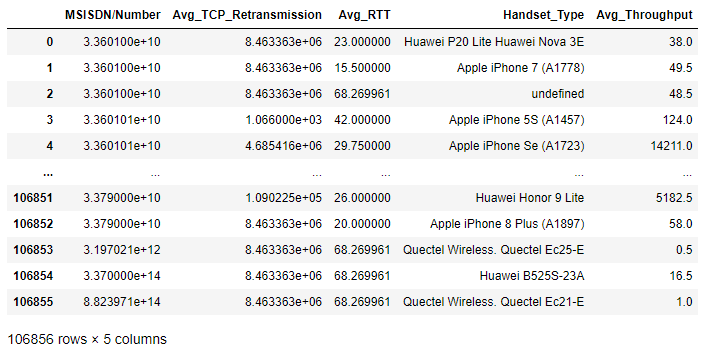 MSISDN/Number Avg_TCP_Retransmission Avg_RTT Handset_Type Avg_Throughput
0 3.360100e+10 8.463363e+06 23.000000 Huawei P20 Lite Huawei Nova 3E 38.0
1 3.360100e+10 8.463363e+06 15.500000 Apple iPhone 7 (A1778) 49.5
2 3.360100e+10 8.463363e+06 68.269961 undefined 48.5
3 3.360101e+10 1.066000e+03 42.000000 Apple iPhone 5S (A1457) 124.0
4 3.360101e+10 4.685416e+06 29.750000 Apple iPhone Se (A1723) 14211.0
... ... ... ... ... ...
106851 3.379000e+10 1.090225e+05 26.000000 Huawei Honor 9 Lite 5182.5
106852 3.379000e+10 8.463363e+06 20.000000 Apple iPhone 8 Plus (A1897) 58.0
106853 3.197021e+12 8.463363e+06 68.269961 Quectel Wireless. Quectel Ec25-E 0.5
106854 3.370000e+14 8.463363e+06 68.269961 Huawei B525S-23A 16.5
106855 8.823971e+14 8.463363e+06 68.269961 Quectel Wireless. Quectel Ec21-E 1.0
106856 rows × 5 columns